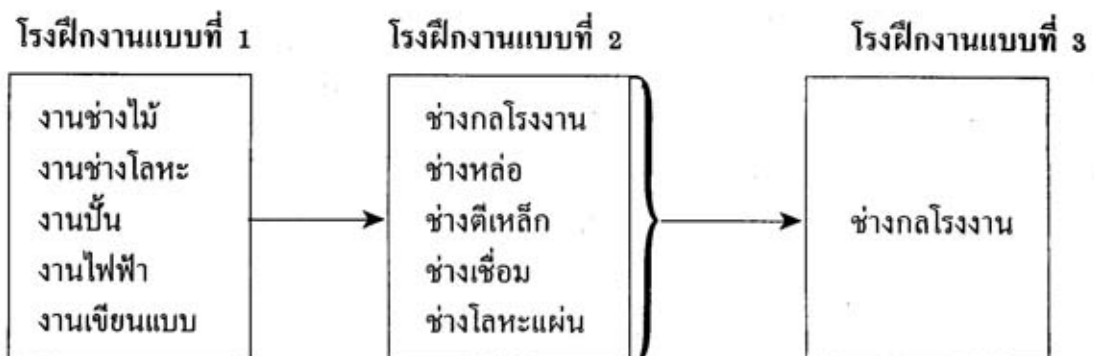 โรงฝึกงานแบบที่ 1
งานช่างไม้
งานช่างโลหะ
งานปั้น
งานไฟฟ้า
งานเขียนแบบ
โรงฝึกงานแบบที่ 2
ช่างกลโรงงาน
ช่างหล่อ
ช่างตีเหล็ก
ช่างเชื่อม
ช่างโลหะแผ่น
โรงฝึกงานแบบที่ 3
ช่างกลโรงงาน